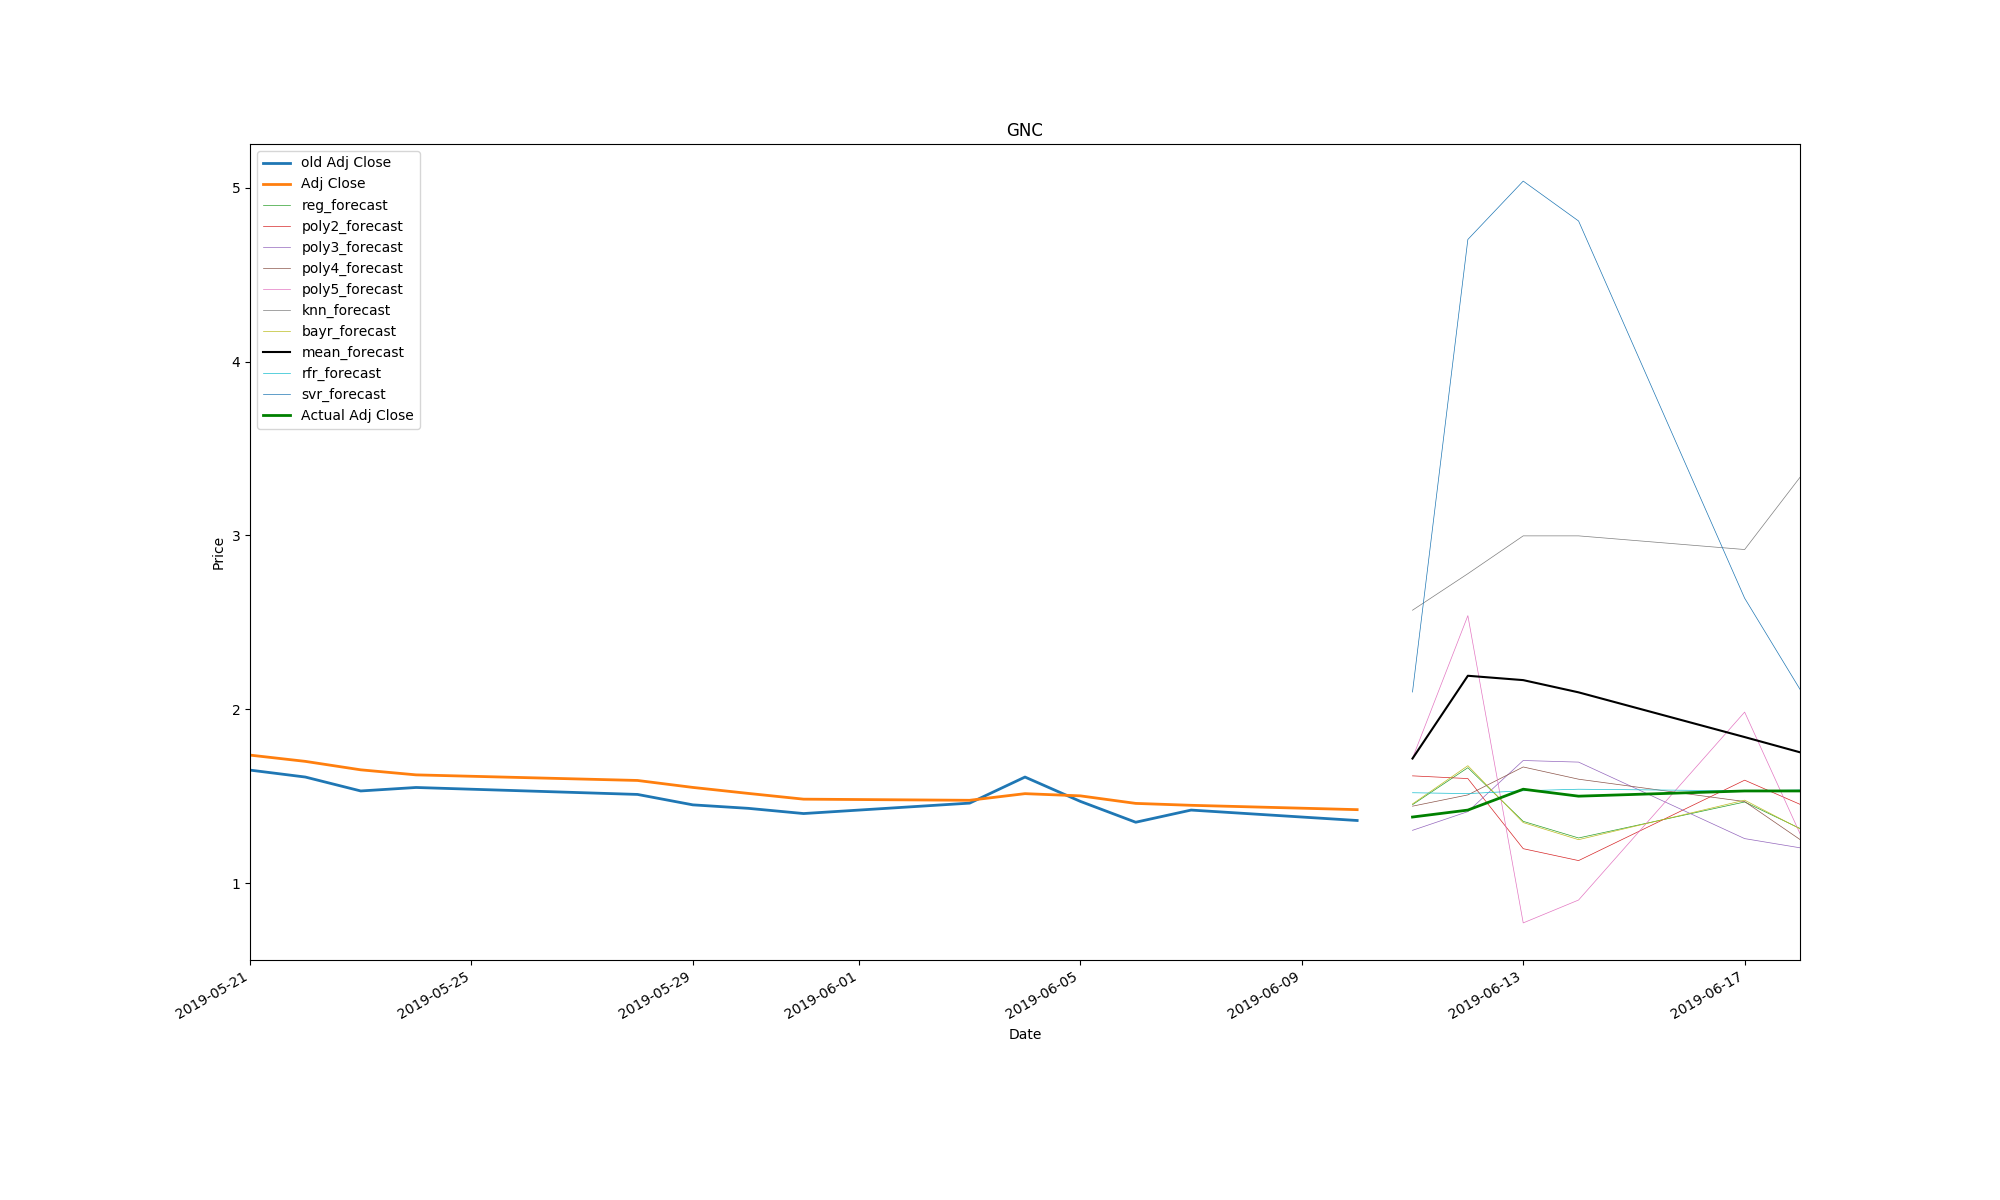 GNC
old Adj Close
Adj Close
reg_forecast
poly2_forecast
poly3_forecast
poly4_forecast
poly5_forecast
knn_forecast
bayr_forecast
mean_forecast
rfr_forecast
svr_forecast
Actual Adj Close
5
4
3
2
1
Price
2019-05-21
2019-05-25
2019-05-29
2019-06-01
2019-06-05
2019-06-09
2019-06-13
2019-06-17
Date